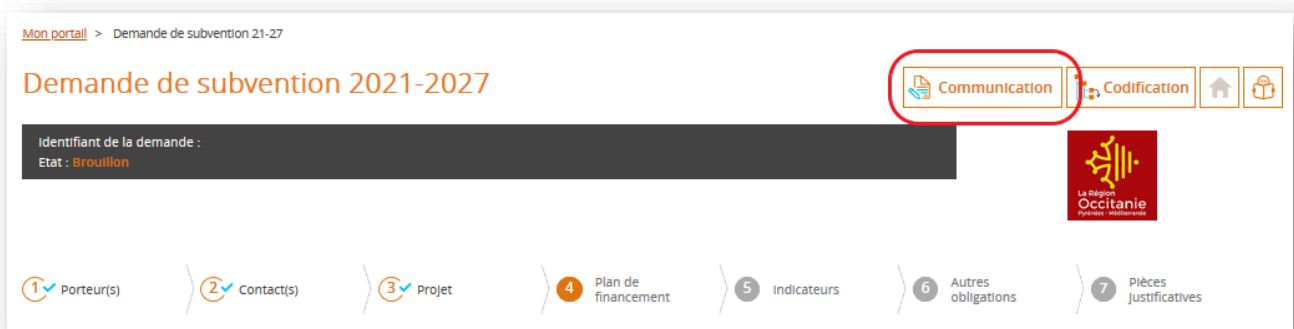 Mon portail > Demande de subvention 21-27
Demande de subvention 2021-2027
Communication
Codification
Identifiant de la demande :
Etat : Brouillon
La Région
Occitanie
Pyrénées - Méditerranée
1 Porteur(s)
2 Contact(s)
3 Projet
4 Plan de
financement
5 Indicateurs
6 Autres
obligations
7 Pièces
justificatives